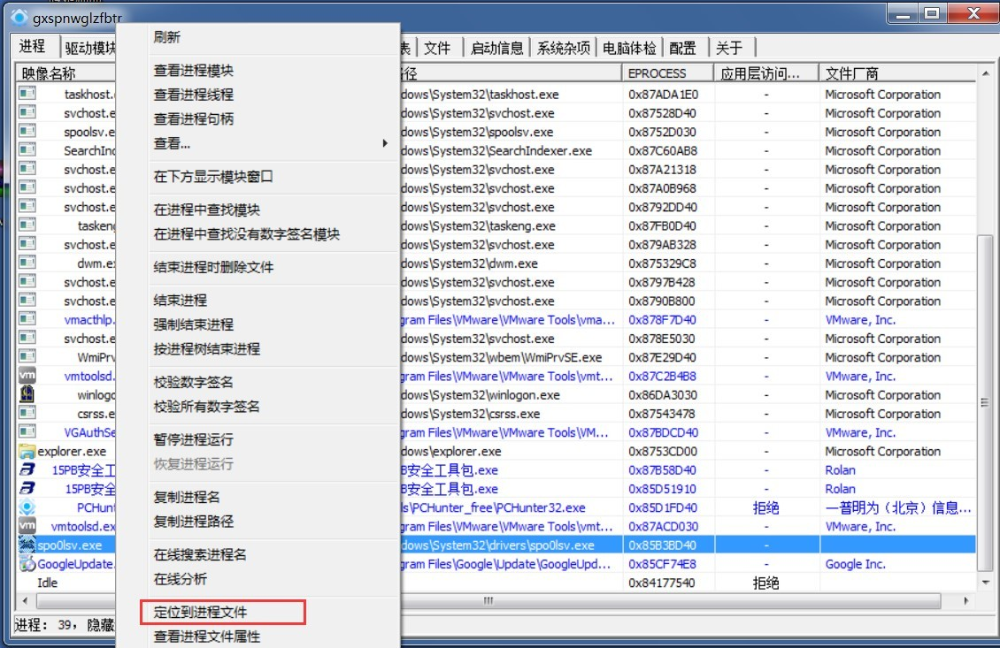 gxspnwglzfbtr
进程 驱动模块 表 文件 启动信息 系统杂项 电脑体检 配置 关于
映像名称 径 EPROCESS 应用层访问... 文件厂商
taskhost. dows\System32\taskhost.exe 0x87ADA1E0 - Microsoft Corporation
svchost.e dows\System32\svchost.exe 0x87528D40 - Microsoft Corporation
spoolsv.e dows\System32\spoolsv.exe 0x8752D030 - Microsoft Corporation
SearchInd dows\System32\SearchIndexer.exe 0x87C60AB8 - Microsoft Corporation
svchost.e dows\System32\svchost.exe 0x87A21318 - Microsoft Corporation
svchost.e dows\System32\svchost.exe 0x87A0B968 - Microsoft Corporation
svchost.e dows\System32\svchost.exe 0x8792DD40 - Microsoft Corporation
taskeng dows\System32\taskeng.exe 0x87FB0D40 - Microsoft Corporation
svchost.e dows\System32\svchost.exe 0x879AB328 - Microsoft Corporation
dwm.ex dows\System32\dwm.exe 0x875329C8 - Microsoft Corporation
svchost.e dows\System32\svchost.exe 0x8797B428 - Microsoft Corporation
svchost.e dows\System32\svchost.exe 0x8790B800 - Microsoft Corporation
vmacthlp. gram Files\VMware\VMware Tools\vma... 0x878F7D40 - VMware, Inc.
svchost.e dows\System32\svchost.exe 0x878E5030 - Microsoft Corporation
WmiPrv dows\System32\wbem\WmiPrvSE.exe 0x87E29D40 - Microsoft Corporation
vmtoolsd. gram Files\VMware\VMware Tools\vmt... 0x87C2B4B8 - VMware, Inc.
winlogo dows\System32\winlogon.exe 0x86DA3030 - Microsoft Corporation
csrss.e dows\System32\csrss.exe 0x87543478 - Microsoft Corporation
VGAuthSe gram Files\VMware\VMware Tools\VM... 0x87BDCD40 - VMware, Inc.
explorer.exe dows\explorer.exe 0x8753CD00 - Microsoft Corporation
15PB安全工 B安全工具包.exe 0x87B58D40 - Rolan
15PB安全 B安全工具包.exe 0x85D51910 - Rolan
PCHunt ls\PCHunter_free\PCHunter32.exe 0x85D1FD40 拒绝 一普明为（北京）信息...
vmtoolsd.ex gram Files\VMware\VMware Tools\vmt... 0x87ACD030 - VMware, Inc.
spo0lsv.exe dows\System32\drivers\spo0lsv.exe 0x85B3BD40 -
GoogleUpdate. gram Files\Google\Update\GoogleUpd... 0x85CF74E8 - Google Inc.
Idle 0x84177540 拒绝
进程： 39，隐藏
刷新
查看进程模块
查看进程线程
查看进程句柄
查看...
在下方显示模块窗口
在进程中查找模块
在进程中查找没有数字签名模块
结束进程时删除文件
结束进程
强制结束进程
按进程树结束进程
校验数字签名
校验所有数字签名
暂停进程运行
恢复进程运行
复制进程名
复制进程路径
在线搜索进程名
在线分析
定位到进程文件
查看进程文件属性